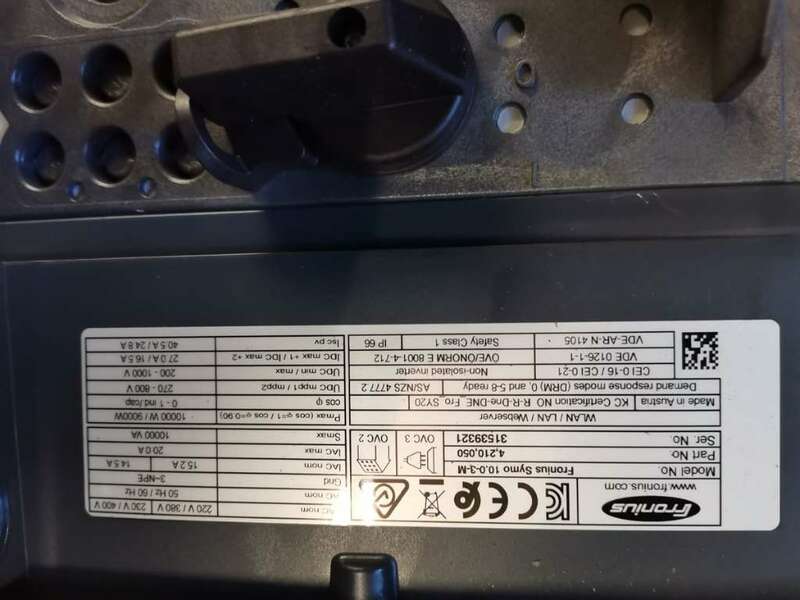 Fronius
www.fronius.com
Model No. Fronius Symo 10.0-3-M
Part No. 4,210,050
Ser. No. 31539321
OVC 3 OVC 2
WLAN / LAN / Webserver
Made in Austria KC Certification NO R-R-Dne-DNE_Fro_SY20
Demand response modes (DRM) 0, and 5-8 ready AS/NZS 4777.2
CEI 0-16 / CEI 0-21 Non-isolated inverter
VDE 0126-1-1 OVE/ÖNORM E 8001-4-712
VDE-AR-N 4105 Safety Class 1 IP 66
AC nom 220 V / 380 V 230 V / 400 V
AC nom 50 Hz / 60 Hz
Grid 3~NPE
IAC nom 15.2 A 14.5 A
IAC max 20.0 A
Smax 10000 VA
Pmax (cos φ=1 / cos φ=0.90) 10000 W / 9000W
cos φ 0 - 1 ind./cap
UDC mpp1 / mpp2 270 - 800 V
UDC min / max 200 - 1000 V
IDC max +1 / IDC max +2 27.0 A / 16.5 A
Isc pv 40.5 A / 24.8 A